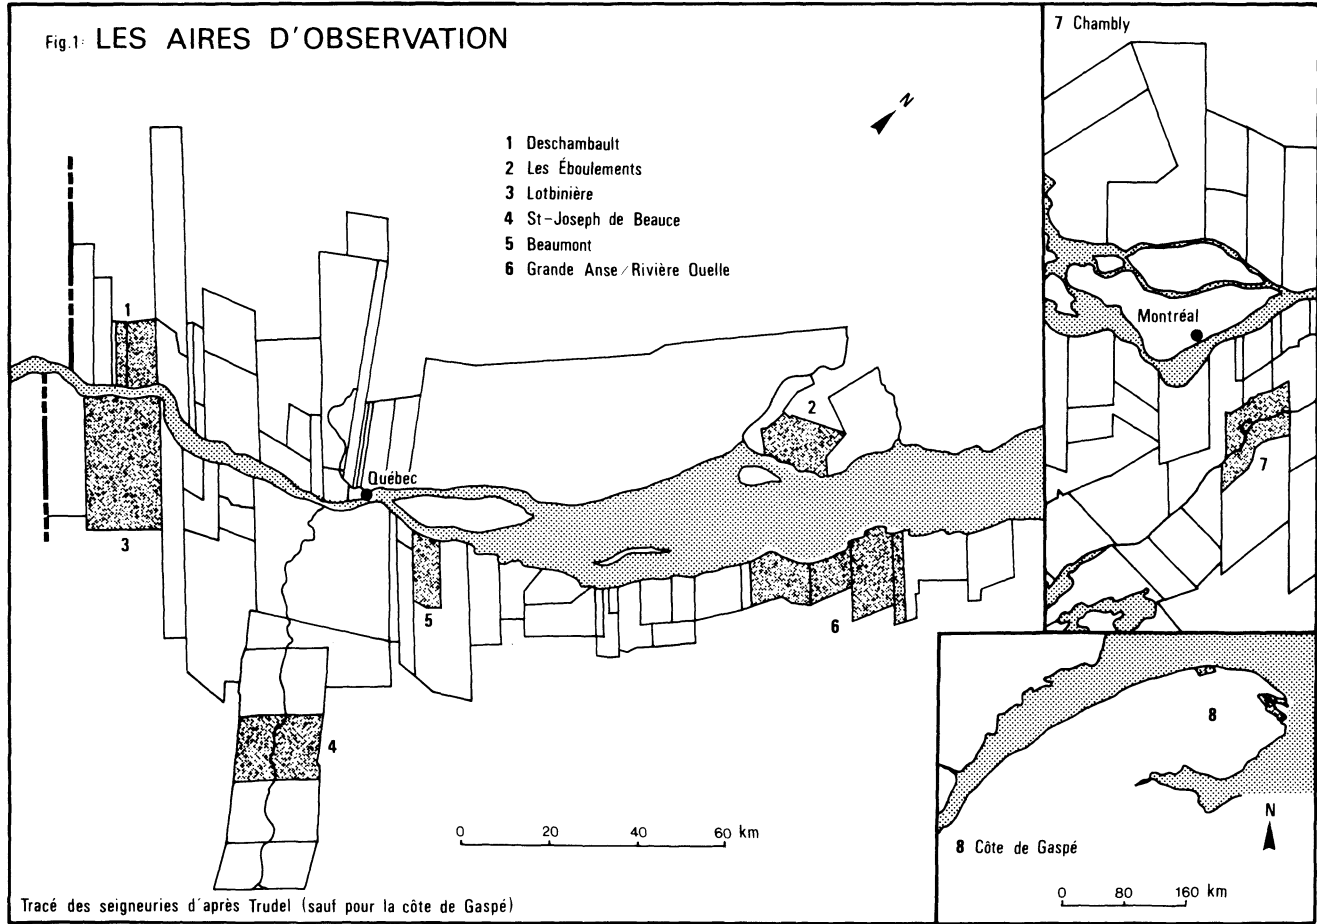 Fig.1: LES AIRES D'OBSERVATION
N
1 Deschambault
2 Les Éboulements
3 Lotbinière
4 St-Joseph de Beauce
5 Beaumont
6 Grande Anse/Rivière Ouelle
1
2
Québec
3
5
6
4
0 20 40 60 km
Tracé des seigneuries d'après Trudel (sauf pour la côte de Gaspé)
7 Chambly
Montréal
7
8
N
8 Côte de Gaspé
0 80 160 km